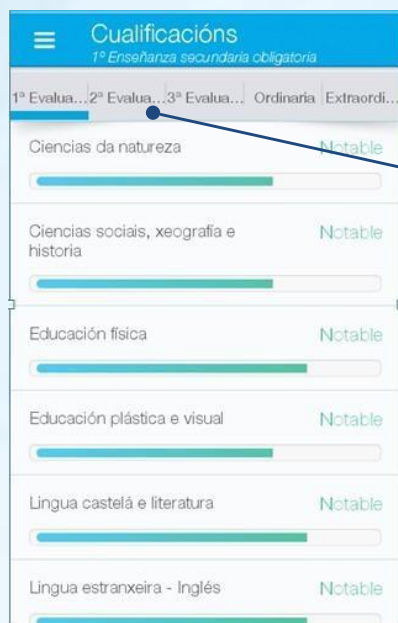 Cualificacións
1º Enseñanza secundaria obligatoria
1ª Evalua... 2ª Evalua... 3ª Evalua... Ordinaria Extraordi...
Ciencias da natureza Notable
Ciencias sociais, xeografía e Notable
historia
Educación física Notable
Educación plástica e visual Notable
Lingua castelá e literatura Notable
Lingua estranxeira - Inglés Notable